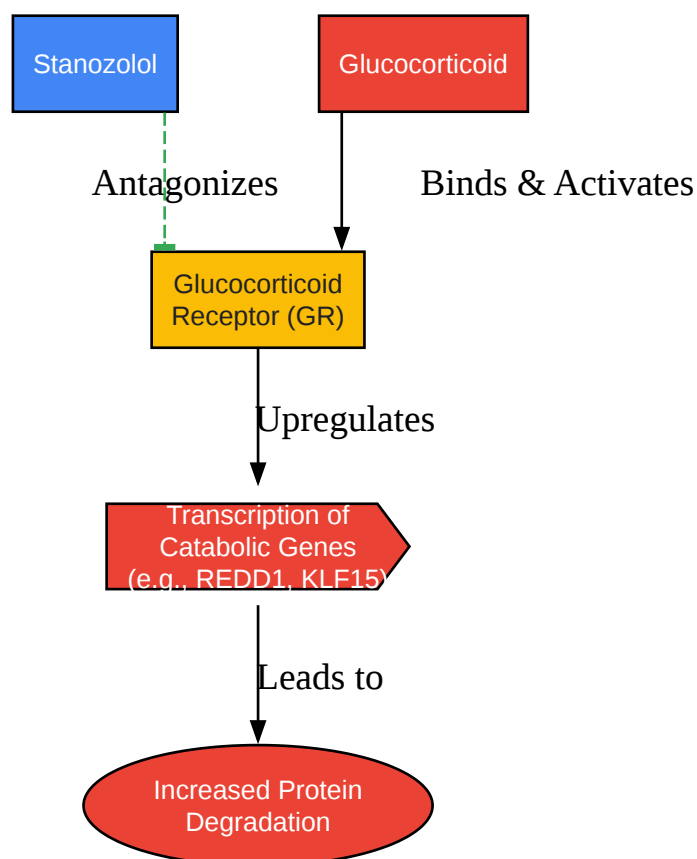 Stanozolol
Glucocorticoid
Antagonizes
Binds & Activates
Glucocorticoid
Receptor (GR)
Upregulates
Transcription of
Catabolic Genes
(e.g., REDD1, KLF15)
Leads to
Increased Protein
Degradation